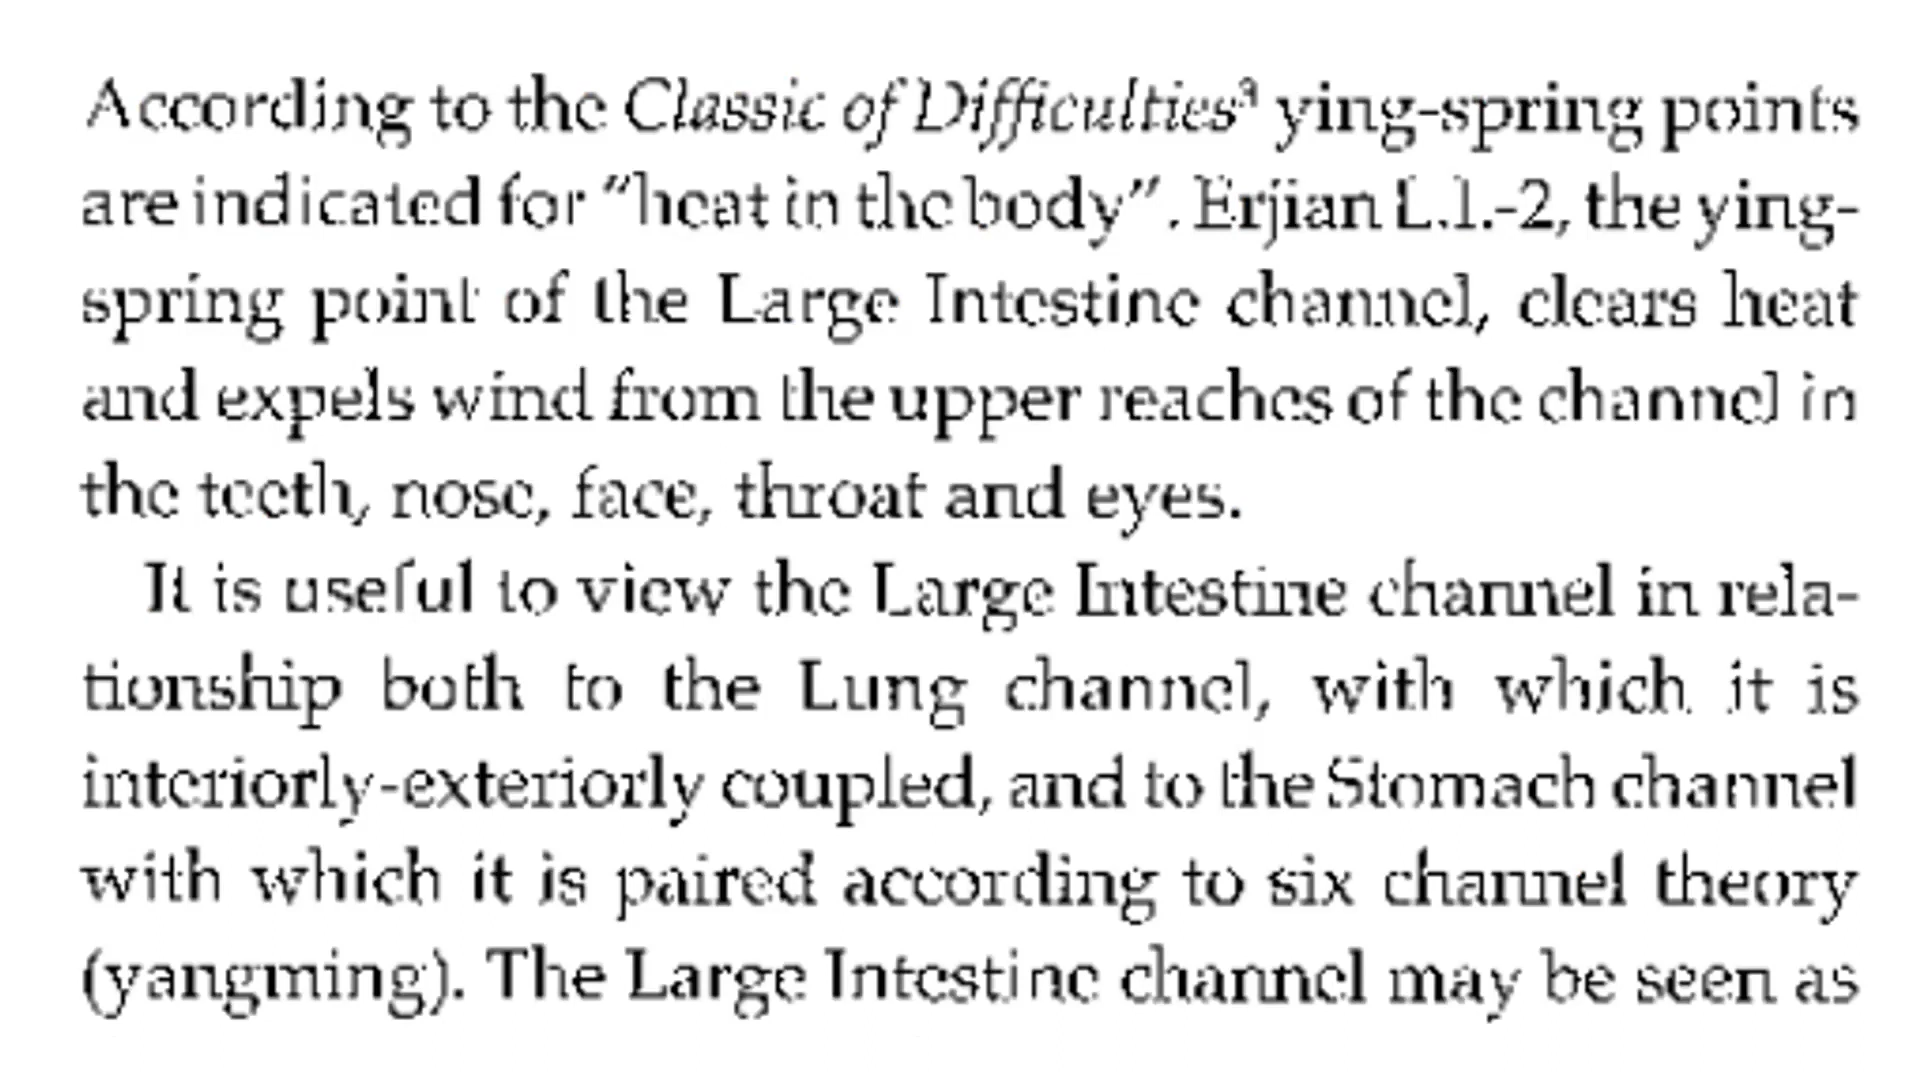 According to the Classic of Difficulties³ ying-spring points
are indicated for "heat in the body". Erjian L.I.-2, the ying-
spring point of the Large Intestine channel, clears heat
and expels wind from the upper reaches of the channel in
the teeth, nose, face, throat and eyes.
It is useful to view the Large Intestine channel in rela-
tionship both to the Lung channel, with which it is
interiorly-exteriorly coupled, and to the Stomach channel
with which it is paired according to six channel theory
(yangming). The Large Intestine channel may be seen as